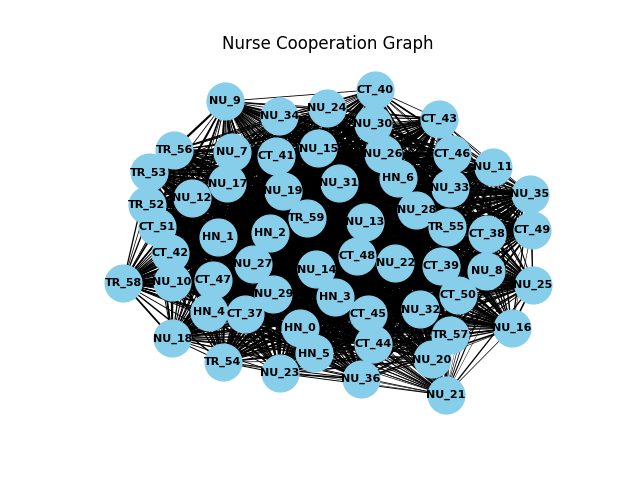 Nurse Cooperation Graph
CT_40
NU_9
NU_24
NU_34
CT_43
NU_30
NU_15
TR_56
NU_7
CT_41
NU_26
CT_46
NU_11
TR_53
HN_6
NU_17
NU_31
NU_33
NU_19
NU_35
NU_12
TR_52
NU_28
TR_59
NU_13
CT_51
TR_55
CT_49
HN_2
CT_38
HN_1
CT_42
CT_48
NU_27
NU_22
CT_39
NU_14
NU_8
CT_47
NU_10
TR_58
NU_25
NU_29
CT_50
HN_3
NU_32
HN_4
CT_37
CT_45
HN_0
NU_16
TR_57
NU_18
CT_44
HN_5
NU_20
TR_54
NU_23
NU_36
NU_21